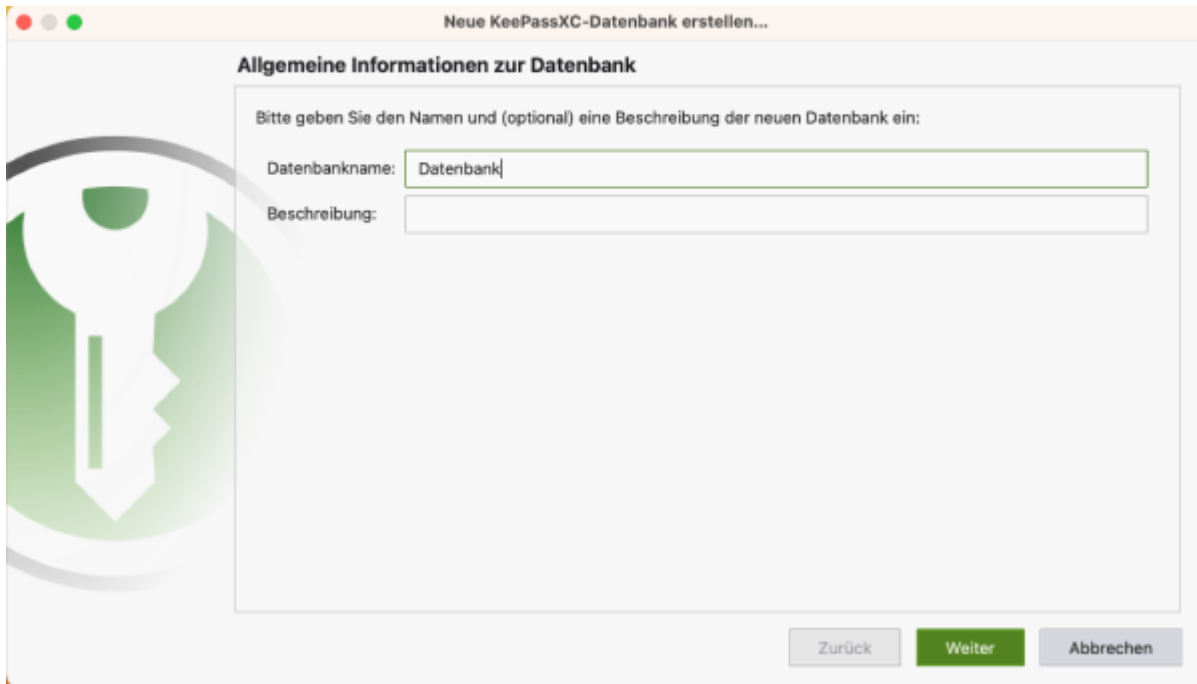 Neue KeePassXC-Datenbank erstellen...
Allgemeine Informationen zur Datenbank
Bitte geben Sie den Namen und (optional) eine Beschreibung der neuen Datenbank ein:
Datenbankname: Datenbank
Beschreibung:
Zurück Weiter Abbrechen